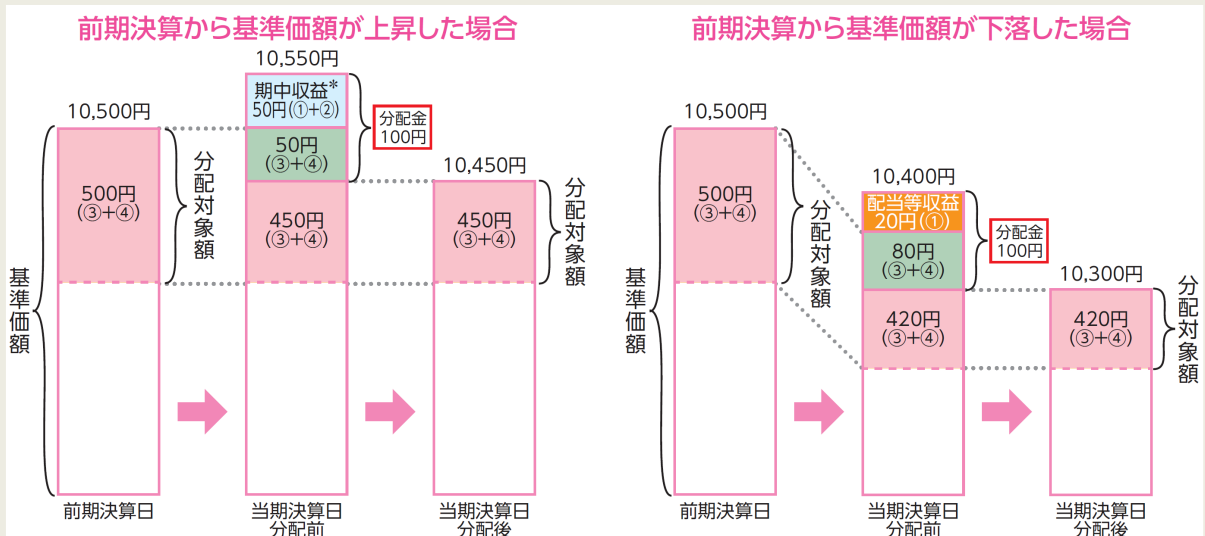 前期決算から基準価額が上昇した場合
10,500円
10,550円
期中収益*
50円(①+②)
分配金
100円
50円
(③+④)
500円
(③+④)
分配対象額
450円
(③+④)
10,450円
450円
(③+④)
分配対象額
基準価額
前期決算日
当期決算日
分配前
当期決算日
分配後
前期決算から基準価額が下落した場合
10,500円
500円
(③+④)
分配対象額
10,400円
配当等収益
20円(①)
分配金
100円
80円
(③+④)
420円
(③+④)
10,300円
420円
(③+④)
分配対象額
基準価額
前期決算日
当期決算日
分配前
当期決算日
分配後